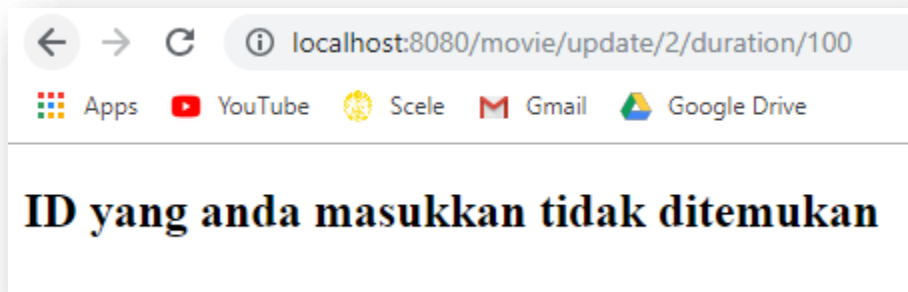 localhost:8080/movie/update/2/duration/100
Apps YouTube Scele Gmail Google Drive
ID yang anda masukkan tidak ditemukan